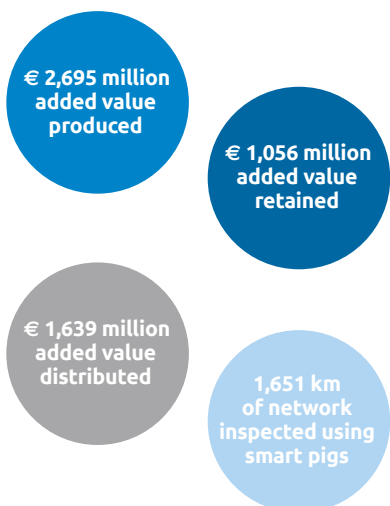 € 2,695 million
added value
produced
€ 1,056 million
added value
retained
€ 1,639 million
added value
distributed
1,651 km
of network
inspected using
smart pigs